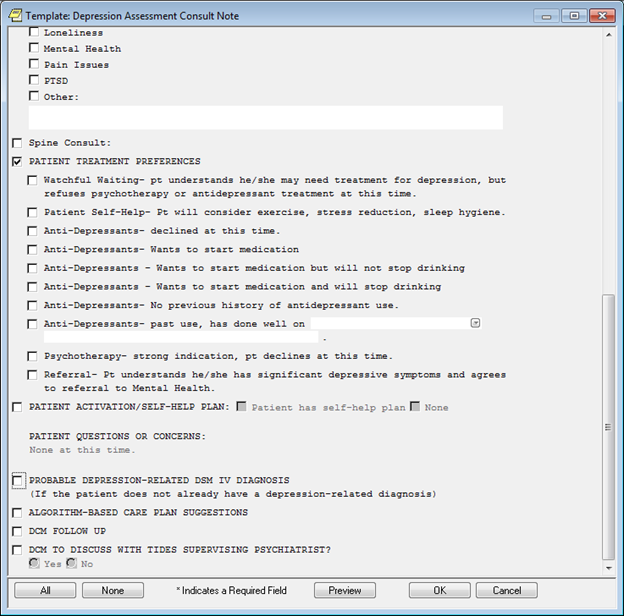 Template: Depression Assessment Consult Note
Loneliness
Mental Health
Pain Issues
PTSD
Other:
Spine Consult:
PATIENT TREATMENT PREFERENCES
Watchful Waiting- pt understands he/she may need treatment for depression, but
refuses psychotherapy or antidepressant treatment at this time.
Patient Self-Help- Pt will consider exercise, stress reduction, sleep hygiene.
Anti-Depressants- declined at this time.
Anti-Depressants- Wants to start medication
Anti-Depressants - Wants to start medication but will not stop drinking
Anti-Depressants - Wants to start medication and will stop drinking
Anti-Depressants- No previous history of antidepressant use.
Anti-Depressants- past use, has done well on
.
Psychotherapy- strong indication, pt declines at this time.
Referral- Pt understands he/she has significant depressive symptoms and agrees
to referral to Mental Health.
PATIENT ACTIVATION/SELF-HELP PLAN: Patient has self-help plan None
PATIENT QUESTIONS OR CONCERNS:
None at this time.
PROBABLE DEPRESSION-RELATED DSM IV DIAGNOSIS
(If the patient does not already have a depression-related diagnosis)
ALGORITHM-BASED CARE PLAN SUGGESTIONS
DCM FOLLOW UP
DCM TO DISCUSS WITH TIDES SUPERVISING PSYCHIATRIST?
Yes No
All None * Indicates a Required Field Preview OK Cancel